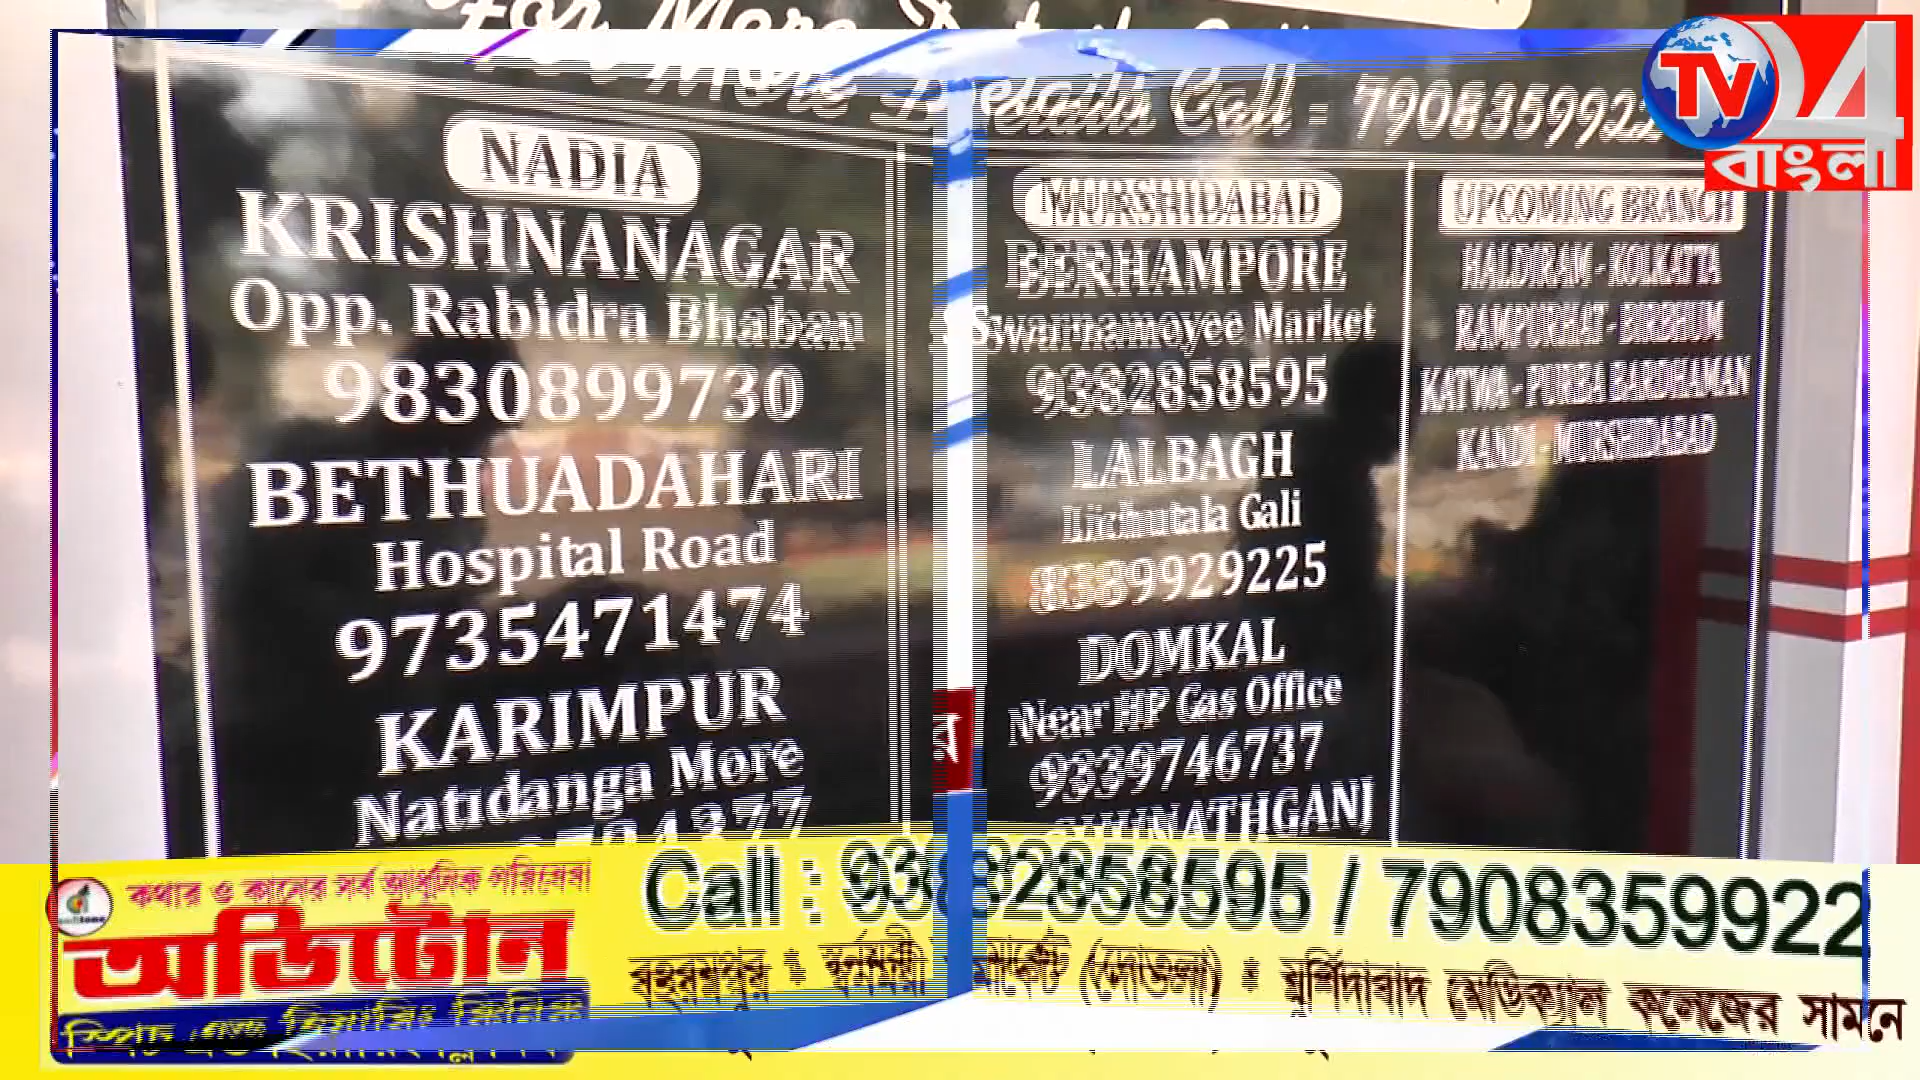 For More Details Call : 790835992
TV 24
বাংলা
NADIA
KRISHNANAGAR
Opp. Rabidra Bhaban
9830899730
BETHUADAHARI
Hospital Road
9735471474
KARIMPUR
Natidanga More
MURSHIDABAD
BERHAMPORE
Swarnamoyee Market
9382858595
LALBAGH
Lichutala Gali
8389929225
DOMKAL
Near HP Gas Office
9339746737
UPCOMING BRANCH
HALDIRAM - KOLKATTA
RAMPURHAT - BIRBHUM
KATWA - PURBA BARDHAMAN
KANDI - MURSHIDABAD
কথার ও কানের সর্ব আধুনিক পরিষেবা
অডিটোন
স্পিচ এন্ড হিয়ারিং ক্লিনিক
Call : 9382858595 / 7908359922
বহরমপুর : স্বর্ণময়ী মার্কেট (দোতলা) : মুর্শিদাবাদ মেডিক্যাল কলেজের সামনে